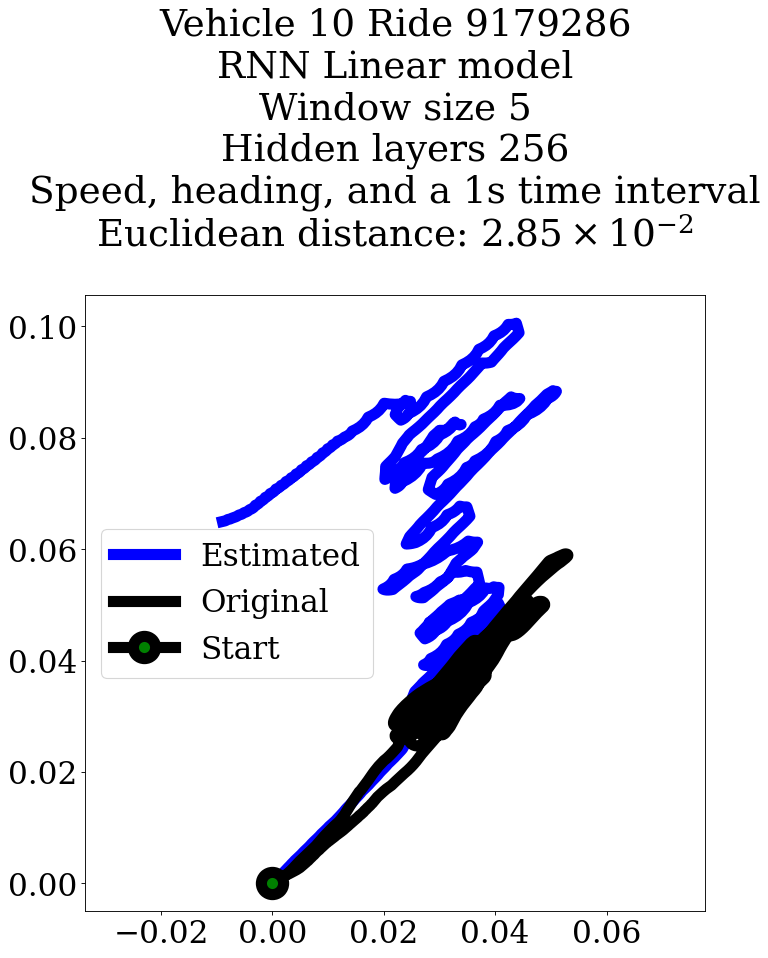 Vehicle 10 Ride 9179286
RNN Linear model
Window size 5
Hidden layers 256
Speed, heading, and a 1s time interval
Euclidean distance: 2.85 × 10⁻²
0.10
0.08
0.06
0.04
0.02
0.00
Estimated
Original
Start
−0.02 0.00 0.02 0.04 0.06